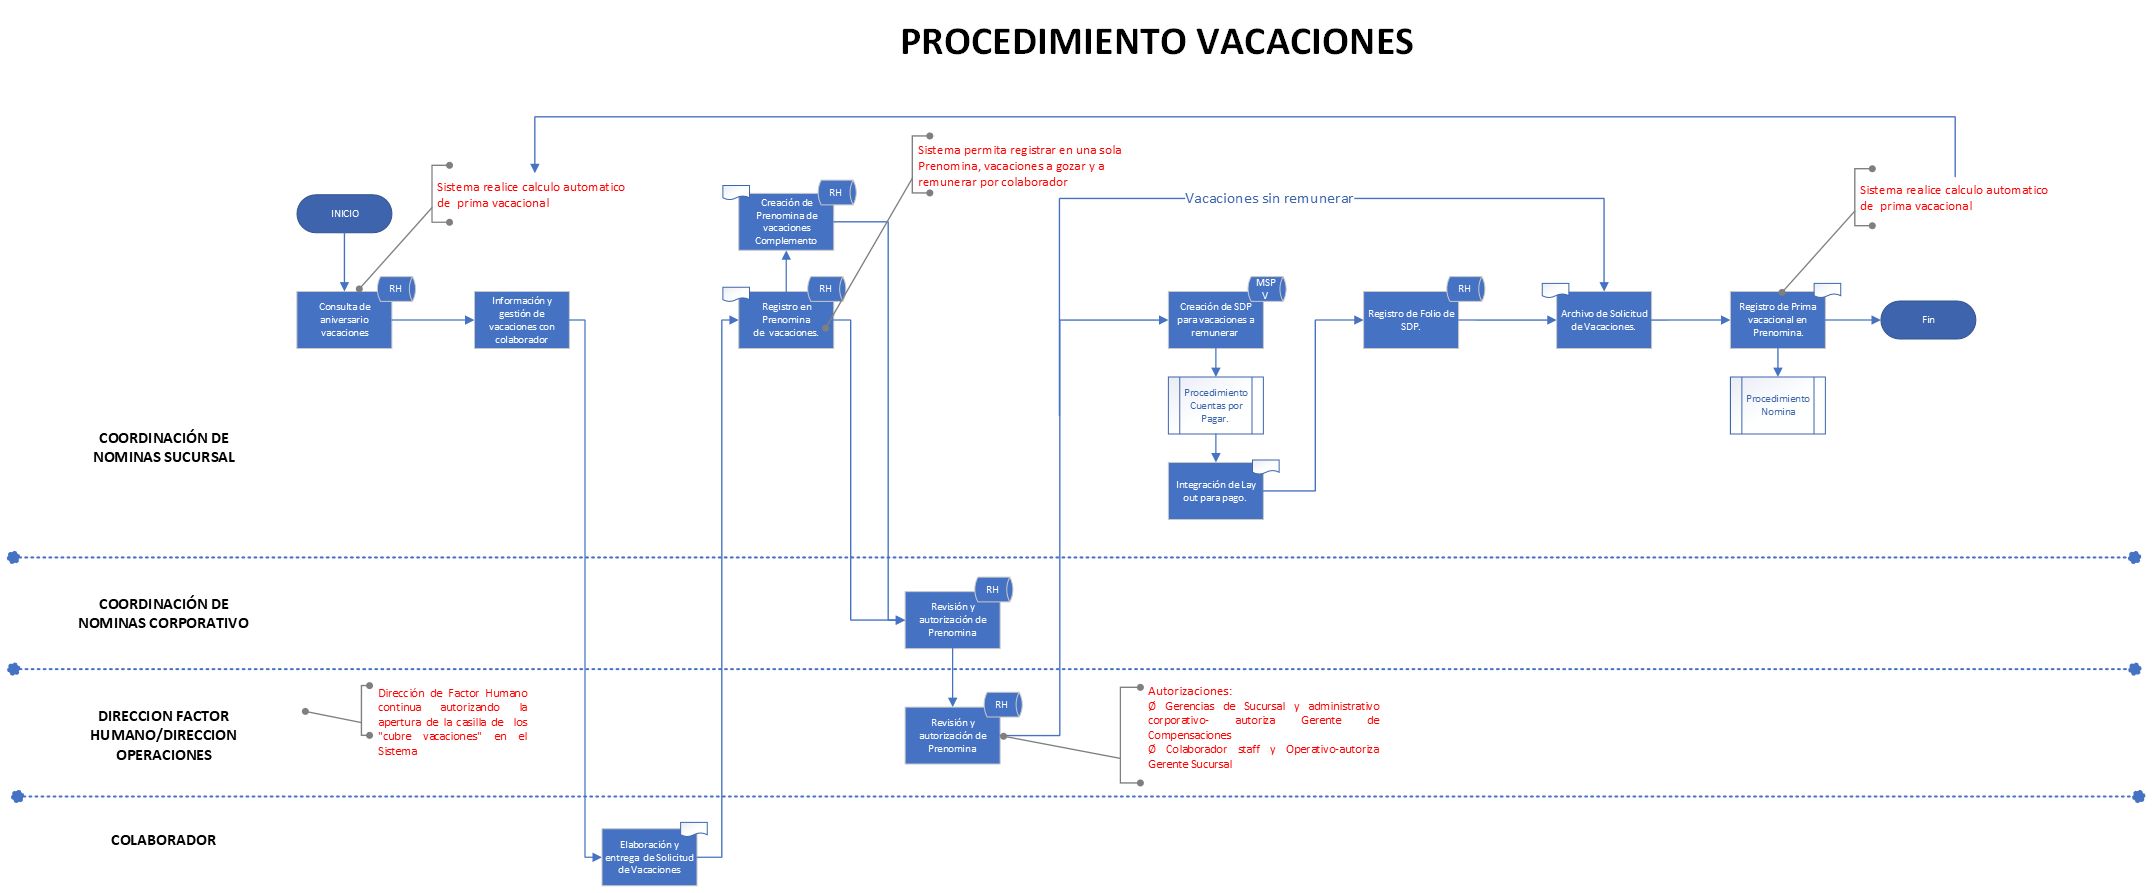 PROCEDIMIENTO VACACIONES
INICIO
Sistema realice calculo automatico
de prima vacacional
RH
Consulta de
aniversario
vacaciones
Información y
gestión de
vacaciones con
colaborador
RH
Creación de
Prenomina de
vacaciones
Complemento
RH
Registro en
Prenomina
de vacaciones.
Sistema permita registrar en una sola
Prenomina, vacaciones a gozar y a
remunerar por colaborador
Vacaciones sin remunerar
MSP
V
Creación de SDP
para vacaciones a
remunerar
Procedimiento
Cuentas por
Pagar.
Integración de Lay
out para pago.
RH
Registro de Folio de
SDP.
Archivo de Solicitud
de Vacaciones.
Sistema realice calculo automatico
de prima vacacional
Registro de Prima
vacacional en
Prenomina.
Procedimiento
Nomina
Fin
COORDINACIÓN DE
NOMINAS SUCURSAL
COORDINACIÓN DE
NOMINAS CORPORATIVO
RH
Revisión y
autorización de
Prenomina
DIRECCION FACTOR
HUMANO/DIRECCION
OPERACIONES
Dirección de Factor Humano
continua autorizando la
apertura de la casilla de los
"cubre vacaciones" en el
Sistema
RH
Revisión y
autorización de
Prenomina
Autorizaciones:
Ø Gerencias de Sucursal y administrativo
corporativo- autoriza Gerente de
Compensaciones
Ø Colaborador staff y Operativo-autoriza
Gerente Sucursal
COLABORADOR
Elaboración y
entrega de Solicitud
de Vacaciones